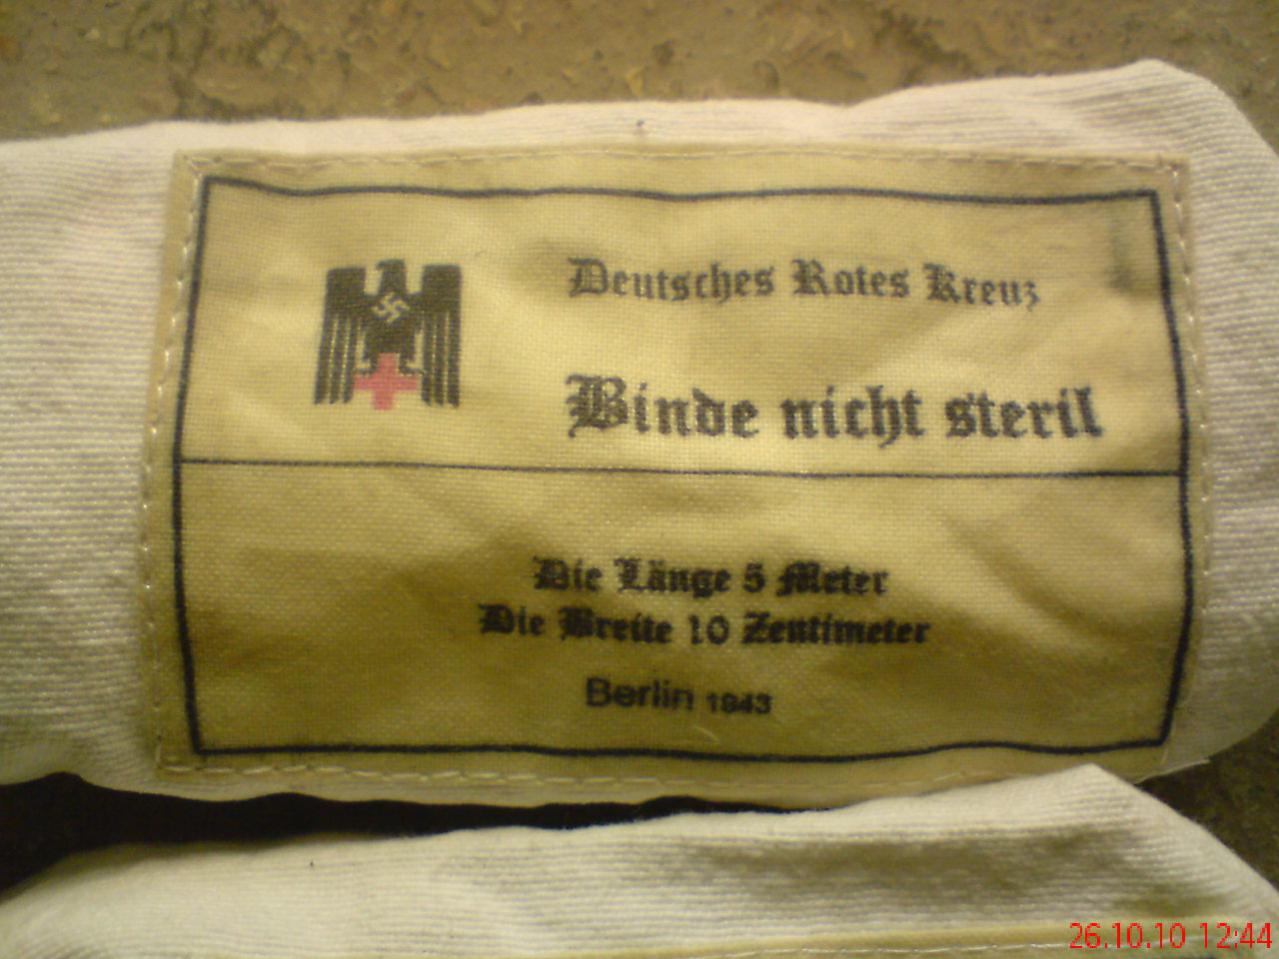 Deutsches Rotes Kreuz
Binde nicht steril
Die Länge 5 Meter
Die Breite 10 Zentimeter
Berlin 1943
26.10.10 12:44